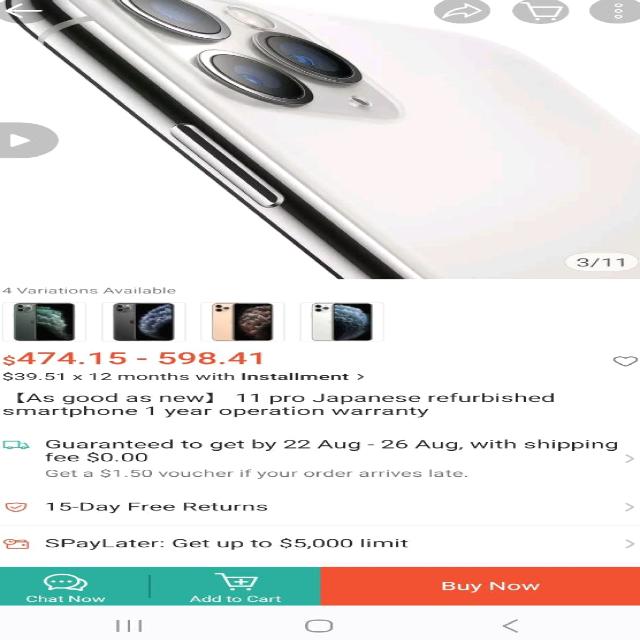 3/11
4 Variations Available
$474.15 - 598.41
$39.51 x 12 months with Installment >
【As good as new】 11 pro Japanese refurbished
smartphone 1 year operation warranty
Guaranteed to get by 22 Aug - 26 Aug, with shipping
fee $0.00
Get a $1.50 voucher if your order arrives late.
15-Day Free Returns
SPayLater: Get up to $5,000 limit
Chat Now
Add to Cart
Buy Now